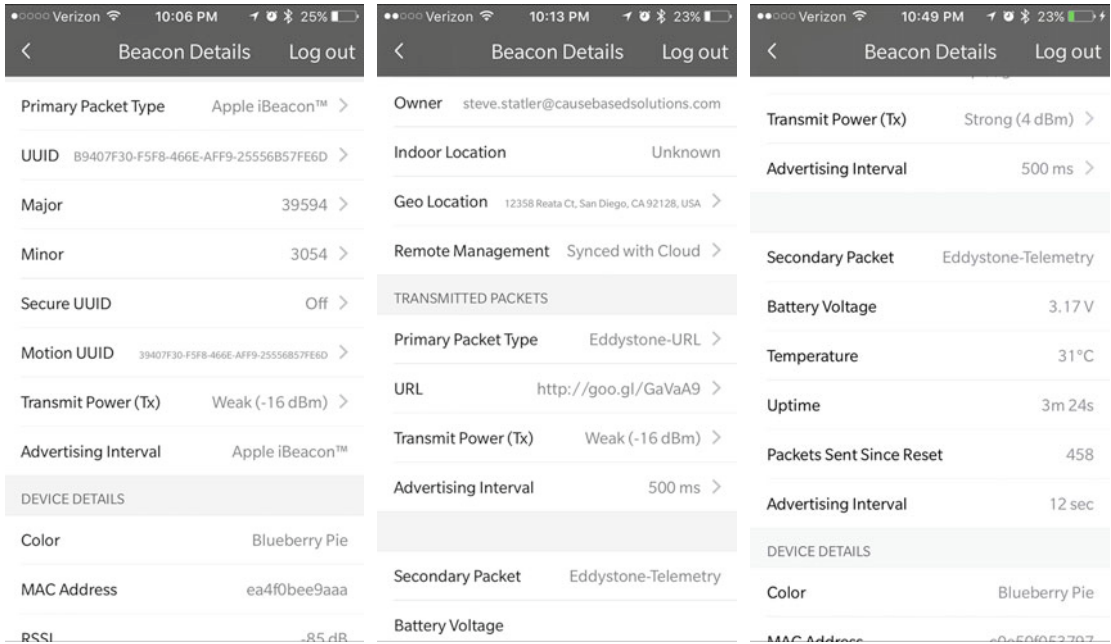 Verizon 10:06 PM 25%
Beacon Details Log out
Primary Packet Type Apple iBeacon™
UUID B9407F30-F5F8-466E-AFF9-25556B57FE6D
Major 39594
Minor 3054
Secure UUID Off
Motion UUID 39407F30-F5F8-466E-AFF9-25556B57FE6D
Transmit Power (Tx) Weak (-16 dBm)
Advertising Interval Apple iBeacon™
DEVICE DETAILS
Color Blueberry Pie
MAC Address ea4f0bee9aaa
RSSI -85 dB
Verizon 10:13 PM 23%
Beacon Details Log out
Owner steve.statler@causebasedsolutions.com
Indoor Location Unknown
Geo Location 12358 Reata Ct, San Diego, CA 92128, USA
Remote Management Synced with Cloud
TRANSMITTED PACKETS
Primary Packet Type Eddystone-URL
URL http://goo.gl/GaVaA9
Transmit Power (Tx) Weak (-16 dBm)
Advertising Interval 500 ms
Secondary Packet Eddystone-Telemetry
Battery Voltage
Verizon 10:49 PM 23%
Beacon Details Log out
Transmit Power (Tx) Strong (4 dBm)
Advertising Interval 500 ms
Secondary Packet Eddystone-Telemetry
Battery Voltage 3.17 V
Temperature 31°C
Uptime 3m 24s
Packets Sent Since Reset 458
Advertising Interval 12 sec
DEVICE DETAILS
Color Blueberry Pie
MAC Address